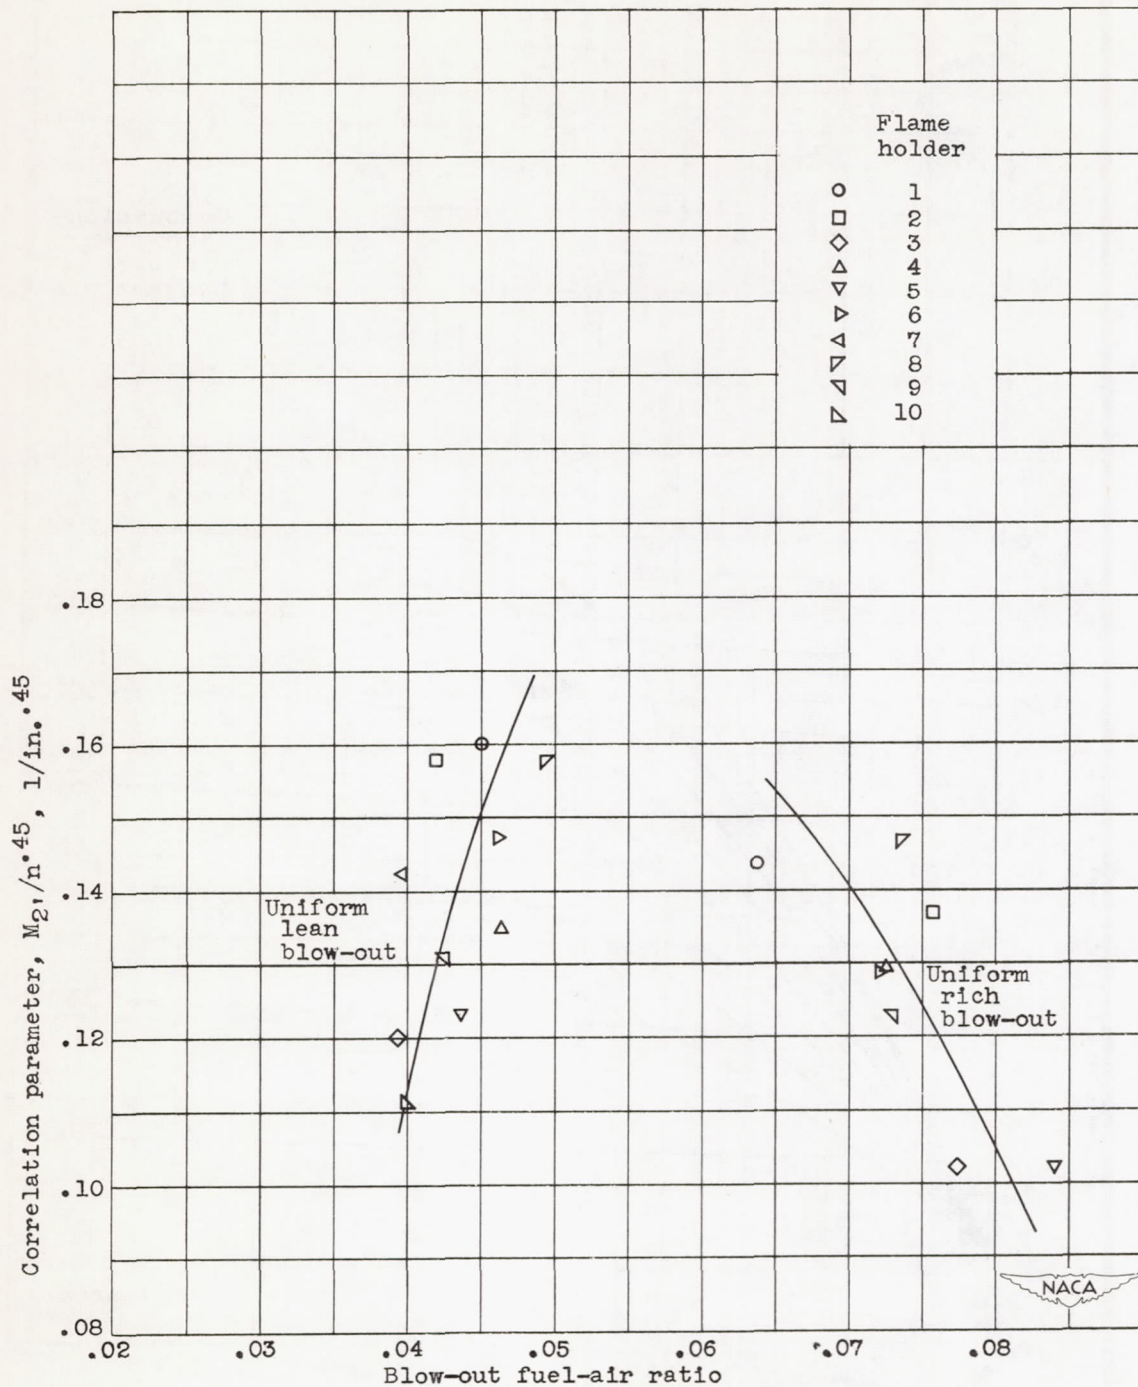 Flame
holder
1
2
3
4
5
6
7
8
9
10
.18
.16
.14
.12
.10
.08
Correlation parameter, M2'/n.45, 1/in..45
Uniform
lean
blow-out
Uniform
rich
blow-out
NACA
.02 .03 .04 .05 .06 .07 .08
Blow-out fuel-air ratio